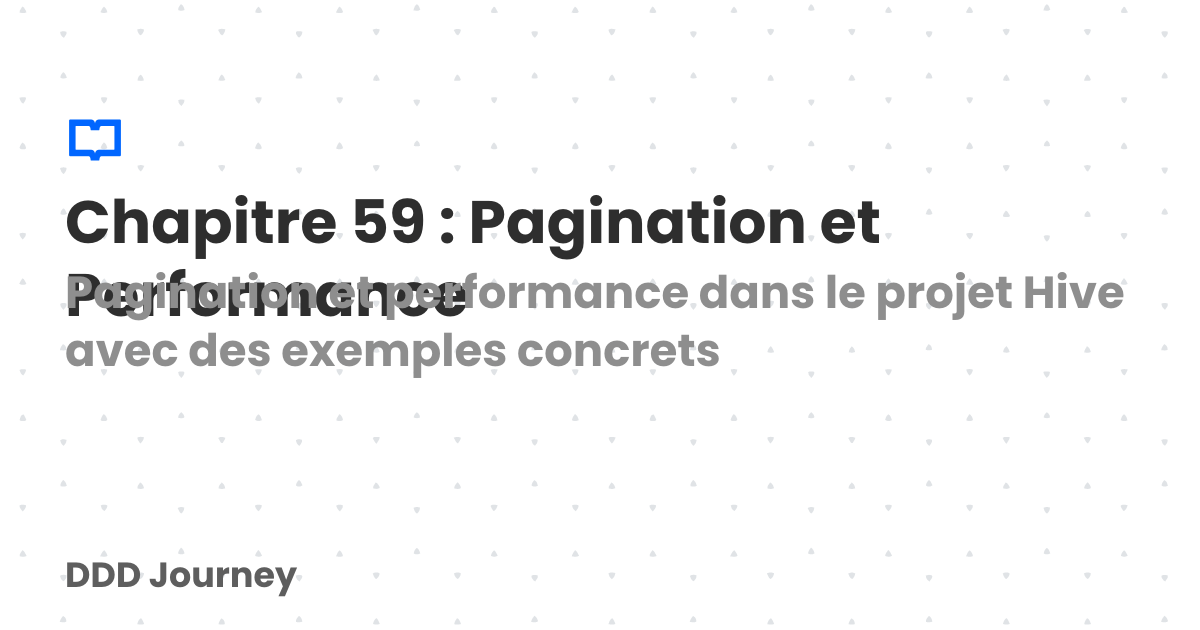 Chapitre 59 : Pagination et
Performance
Pagination et performance dans le projet Hive
avec des exemples concrets
DDD Journey